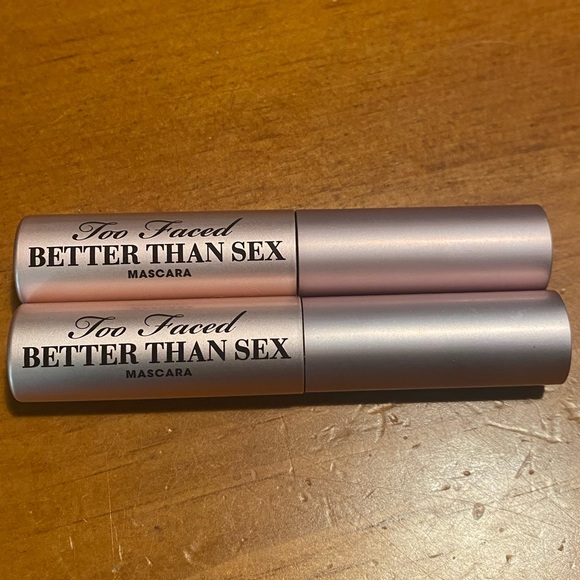 Too Faced
BETTER THAN SEX
MASCARA
Too Faced
BETTER THAN SEX
MASCARA